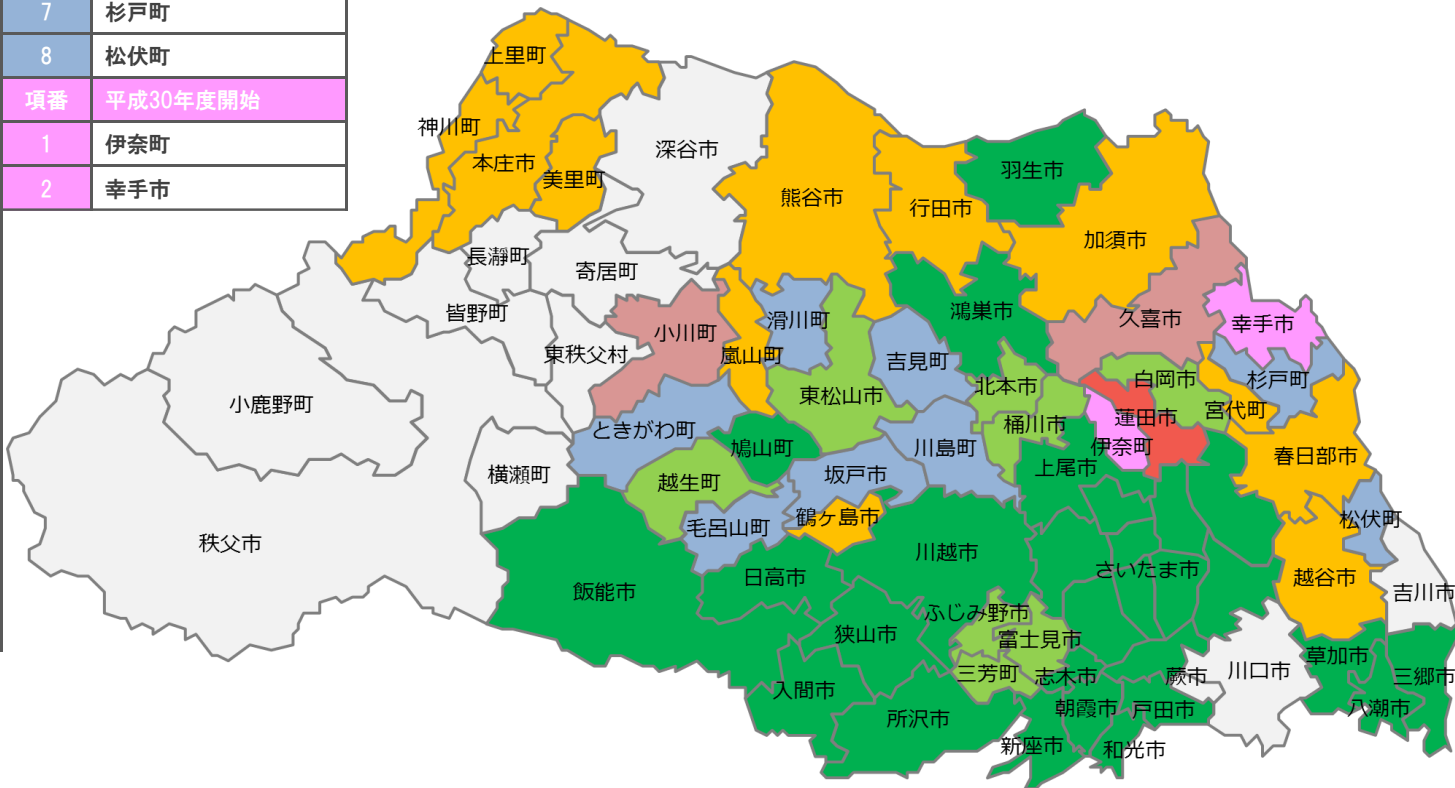 7 杉戸町
8 松伏町
項番 平成30年度開始
1 伊奈町
2 幸手市
上里町
神川町
本庄市
美里町
深谷市
熊谷市
行田市
羽生市
加須市
長瀞町
寄居町
皆野町
小川町
東秩父村
嵐山町
滑川町
吉見町
鴻巣市
久喜市
幸手市
杉戸町
小鹿野町
ときがわ町
東松山市
北本市
桶川市
白岡市
蓮田市
宮代町
伊奈町
鳩山町
川島町
上尾市
春日部市
横瀬町
越生町
坂戸市
毛呂山町
鶴ヶ島市
松伏町
秩父市
飯能市
日高市
川越市
さいたま市
越谷市
吉川市
ふじみ野市
狭山市
富士見市
三芳町
志木市
蕨市
川口市
草加市
三郷市
入間市
所沢市
朝霞市
戸田市
八潮市
新座市
和光市